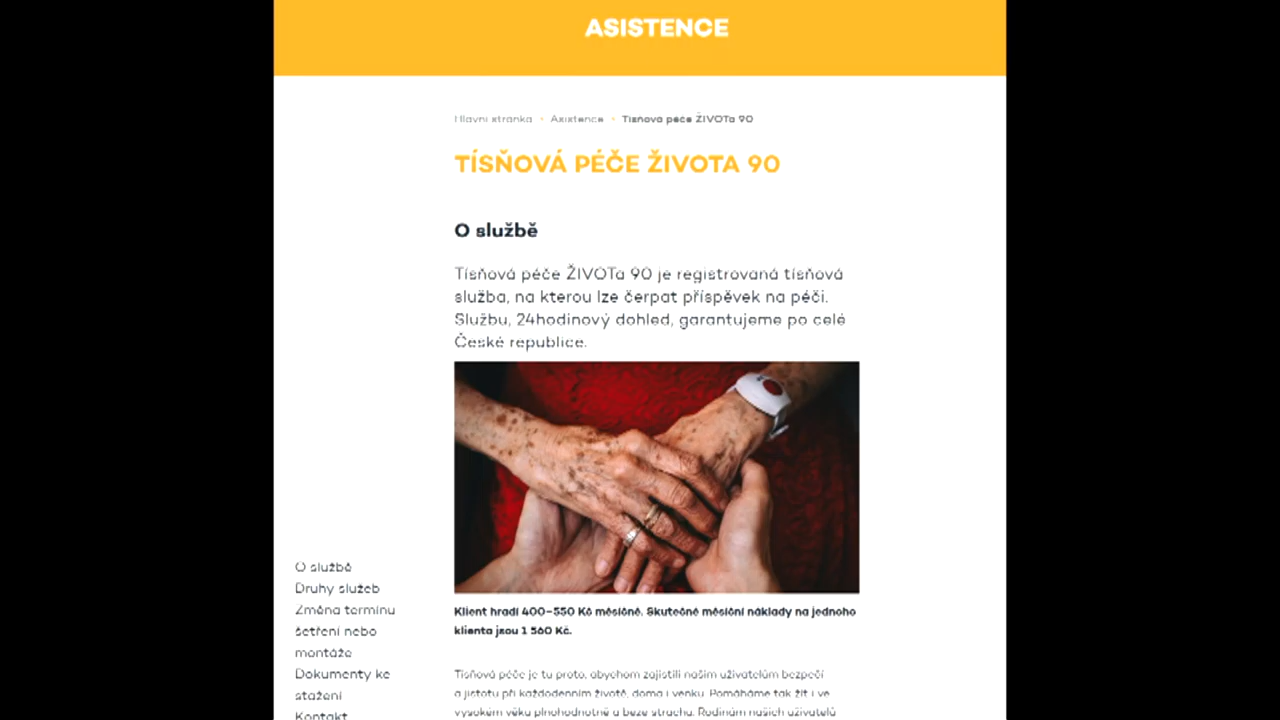 ASISTENCE
Hlavní stránka • Asistence • Tísňová péče ŽIVOTa 90
TÍSŇOVÁ PÉČE ŽIVOTA 90
O službě
Tísňová péče ŽIVOTa 90 je registrovaná tísňová
služba, na kterou lze čerpat příspěvek na péči.
Službu, 24hodinový dohled, garantujeme po celé
České republice.
Klient hradí 400–550 Kč měsíčně. Skutečné měsíční náklady na jednoho
klienta jsou 1 560 Kč.
Tísňová péče je tu proto, abychom zajistili našim uživatelům bezpečí
a jistotu při každodenním životě, doma i venku. Pomáháme tak žít i ve
vysokém věku plnohodnotně a beze strachu. Rodinám našich uživatelů
O službě
Druhy služeb
Změna termínu
šetření nebo
montáže
Dokumenty ke
stažení
Kontakt